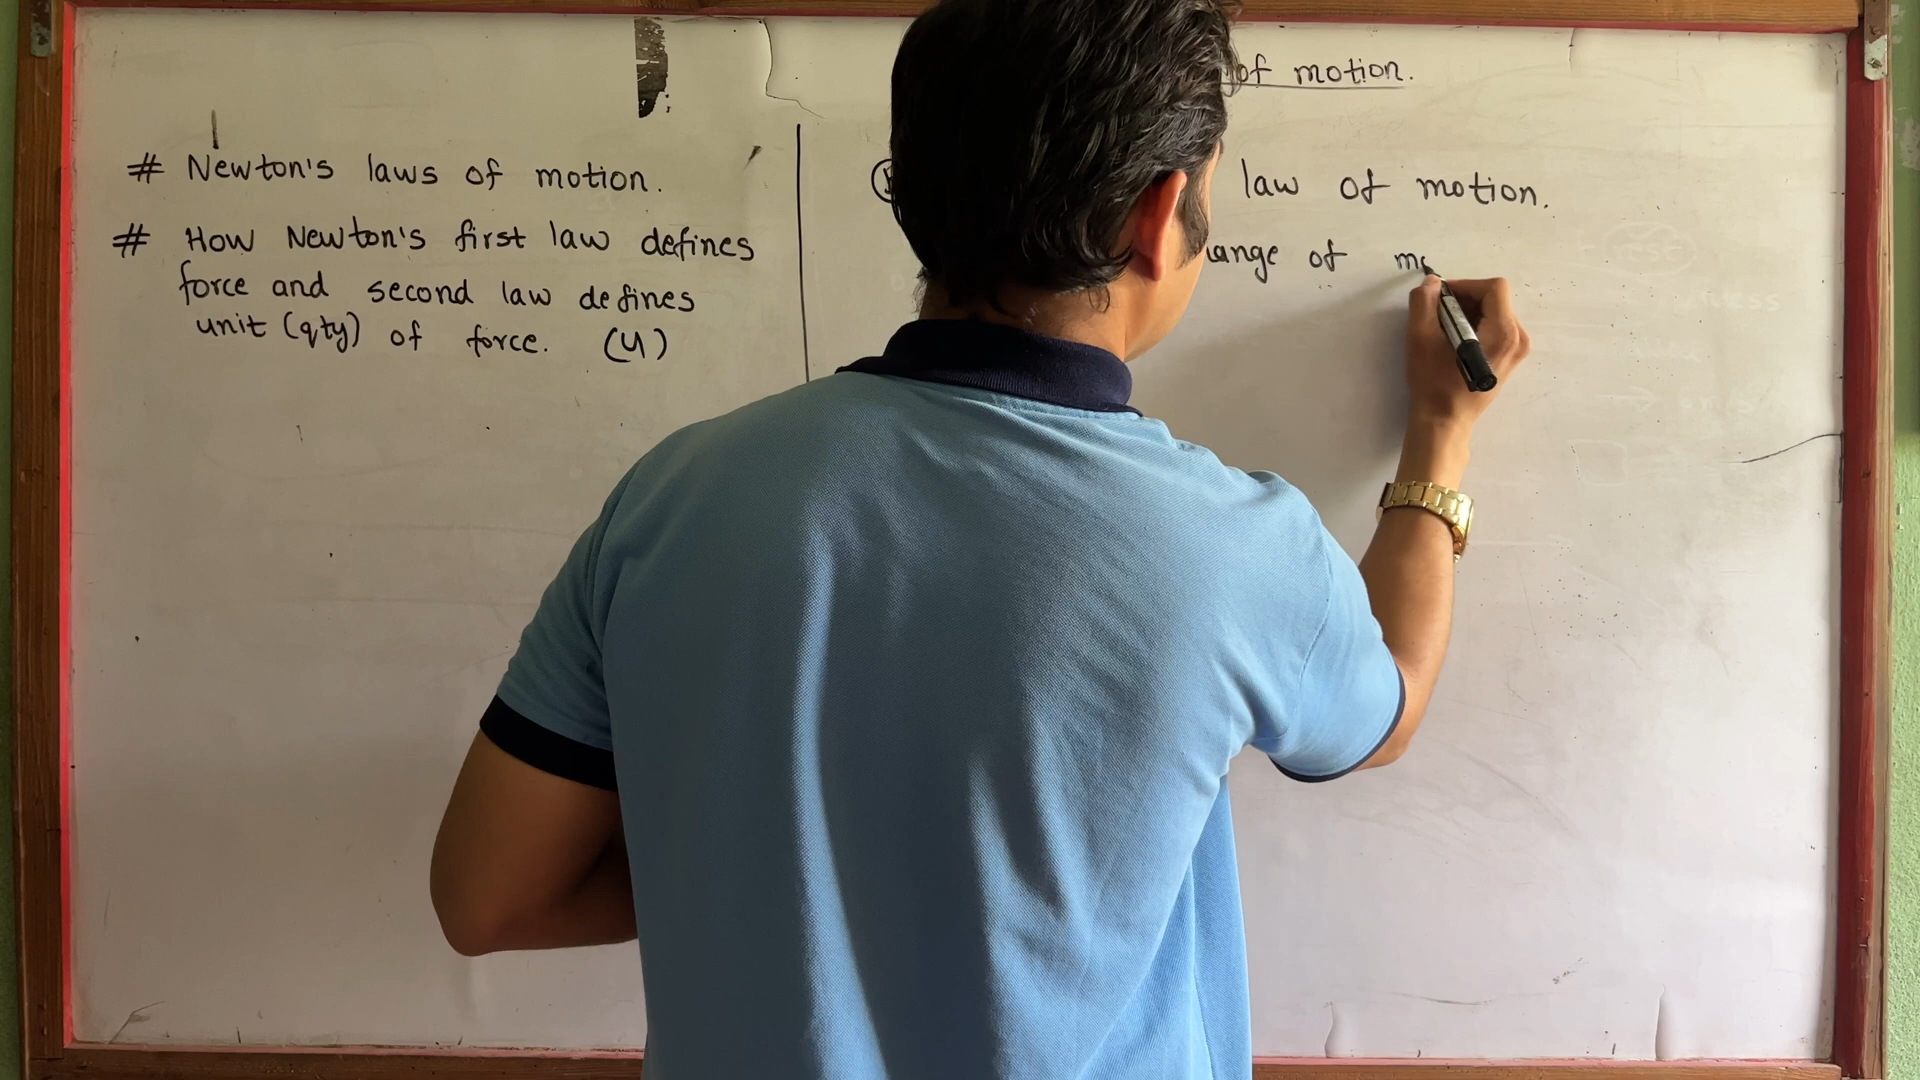 # Newton's laws of motion.
# How Newton's first law defines
force and second law defines
unit (qty) of force. (4)
of motion.
law of motion.
ange of mo